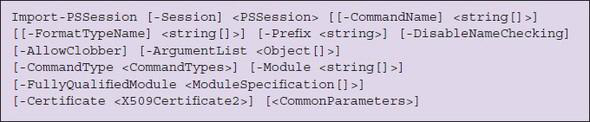 Import-PSSession [-Session] <PSSession> [[-CommandName] <string[]>]
[[-FormatTypeName] <string[]>] [-Prefix <string>] [-DisableNameChecking]
[-AllowClobber] [-ArgumentList <Object[]>]
[-CommandType <CommandTypes>] [-Module <string[]>]
[-FullyQualifiedModule <ModuleSpecification[]>]
[-Certificate <X509Certificate2>] [<CommonParameters>]